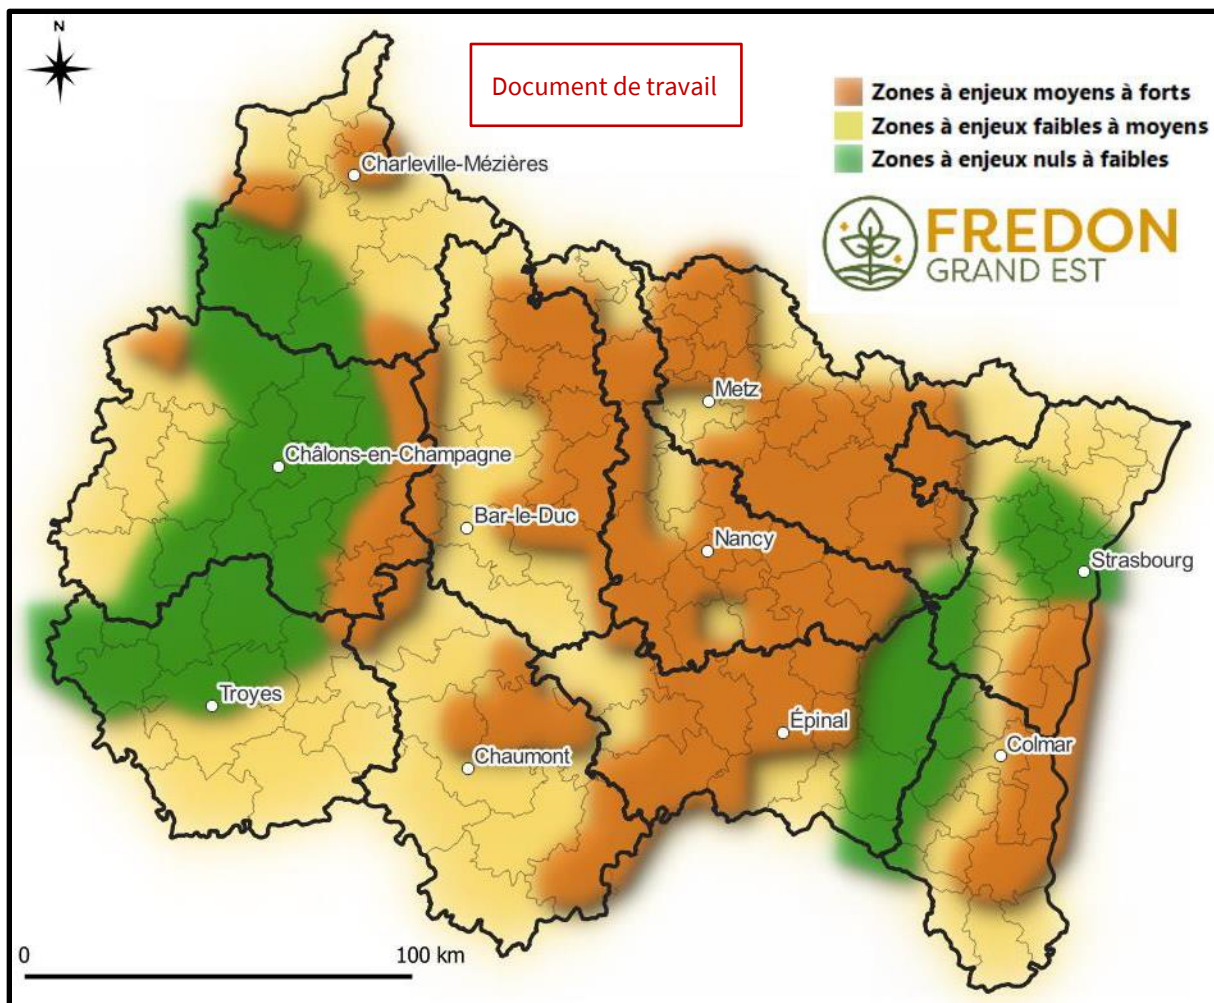 N
Document de travail
Zones à enjeux moyens à forts
Zones à enjeux faibles à moyens
Zones à enjeux nuls à faibles
FREDON
GRAND EST
Charleville-Mézières
Metz
Châlons-en-Champagne
Bar-le-Duc
Nancy
Strasbourg
Troyes
Épinal
Chaumont
Colmar
0
100 km